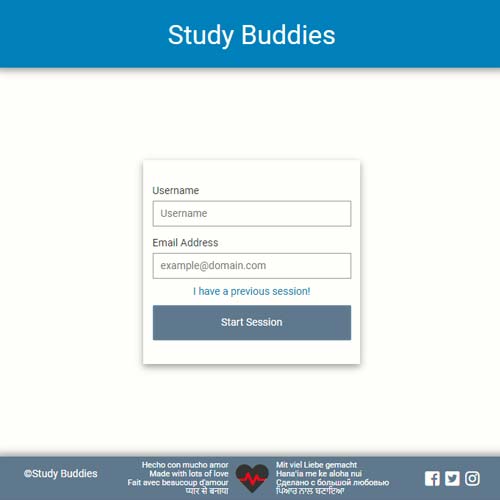 Study Buddies
Username
Username
Email Address
example@domain.com
I have a previous session!
Start Session
©Study Buddies
Hecho con mucho amor
Made with lots of love
Fait avec beaucoup d'amour
प्यार से बनाया
Mit viel Liebe gemacht
Hana'ia me ke aloha nui
Сделано с большой любовью
ਪਿਆਰ ਨਾਲ ਬਣਾਇਆ